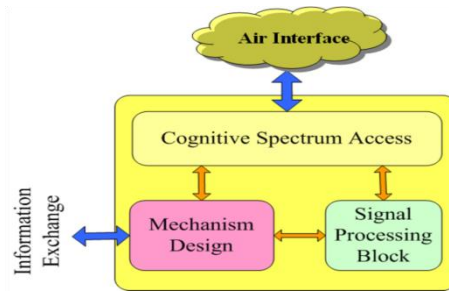 Air Interface
Cognitive Spectrum Access
Information
Exchange
Mechanism
Design
Signal
Processing
Block